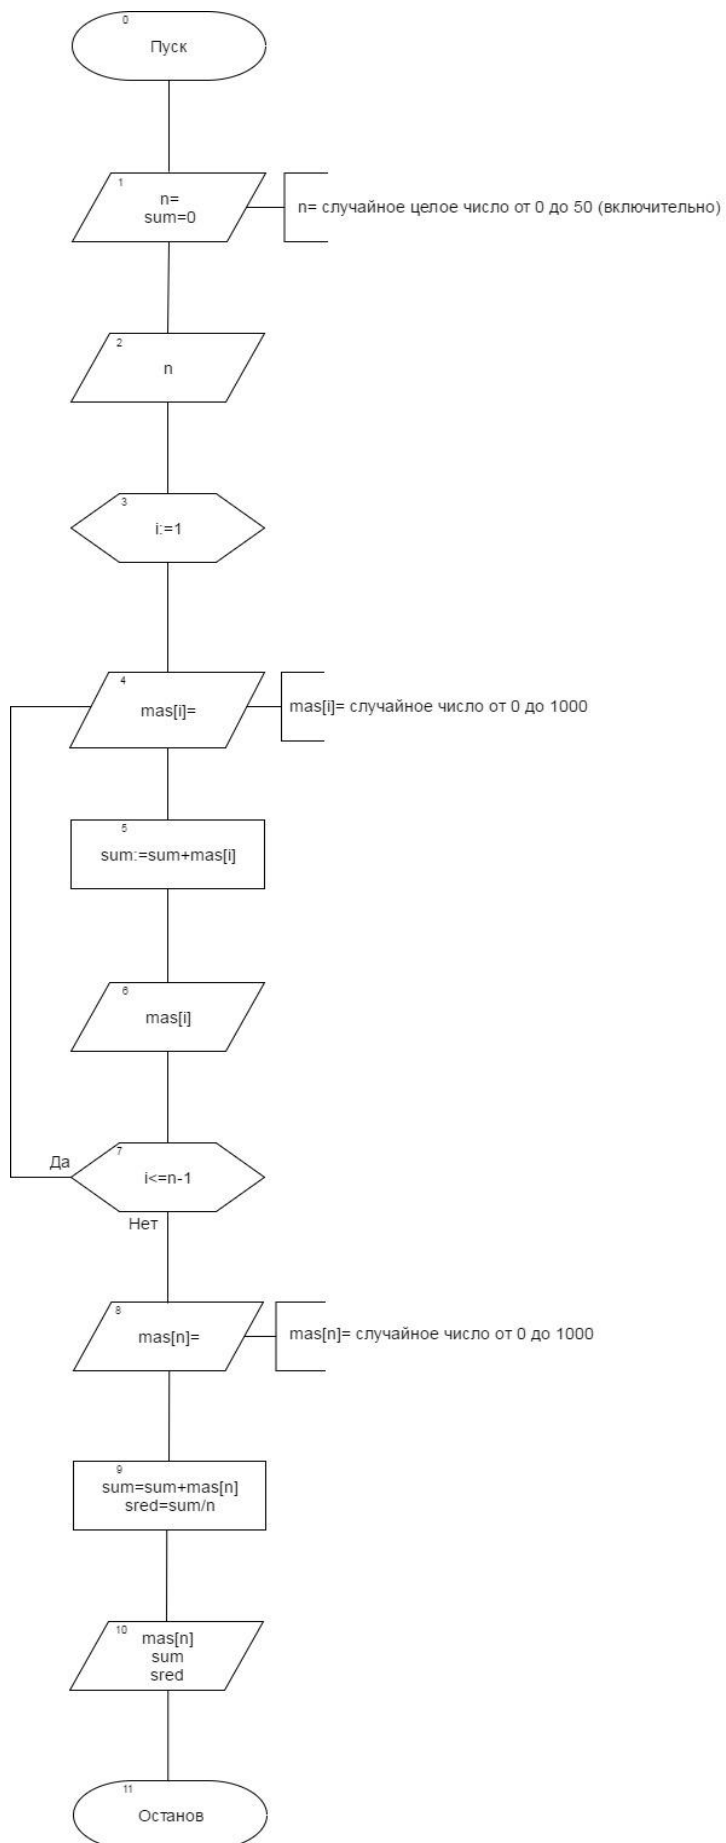 0
Пуск
1
n=
sum=0
n= случайное целое число от 0 до 50 (включительно)
2
n
3
i:=1
4
mas[i]=
mas[i]= случайное число от 0 до 1000
5
sum:=sum+mas[i]
6
mas[i]
7
Да
i<=n-1
Нет
8
mas[n]=
mas[n]= случайное число от 0 до 1000
9
sum=sum+mas[n]
sred=sum/n
10
mas[n]
sum
sred
11
Останов